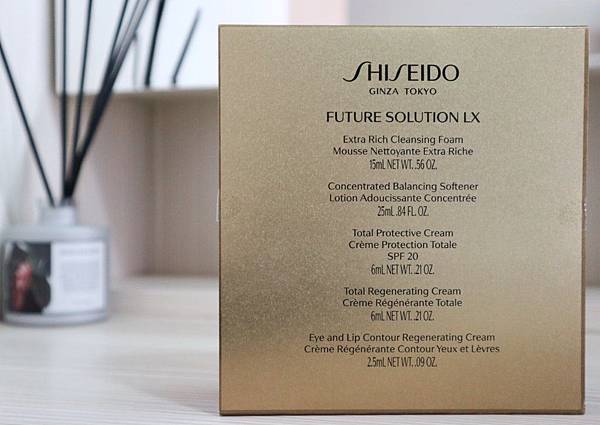 SHISEIDO
GINZA TOKYO
FUTURE SOLUTION LX
Extra Rich Cleansing Foam
Mousse Nettoyante Extra Riche
15mL NET WT. .56 OZ.
Concentrated Balancing Softener
Lotion Adoucissante Concentrée
25mL .84 FL. OZ.
Total Protective Cream
Crème Protection Totale
SPF 20
6mL NET WT. .21 OZ.
Total Regenerating Cream
Crème Régénérante Totale
6mL NET WT. .21 OZ.
Eye and Lip Contour Regenerating Cream
Crème Régénérante Contour Yeux et Lèvres
2.5mL NET WT. .09 OZ.